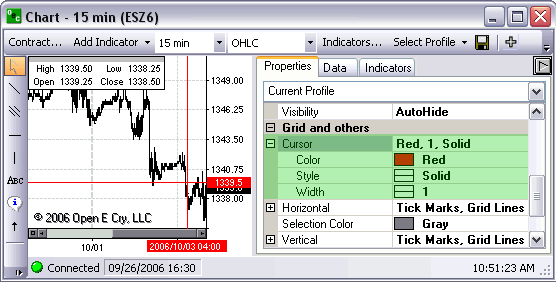 Chart - 15 min (ESZ6)
Contract... Add Indicator 15 min OHLC Indicators... Select Profile
High 1339.50 Low 1338.25
Open 1339.25 Close 1338.50
1349.00
1346.25
1343.50
1340.75
1339.5
1338.00
ABC
© 2006 Open E Cry, LLC
10/01 2006/10/03 04:00
Properties Data Indicators
Current Profile
Visibility AutoHide
Grid and others
Cursor Red, 1, Solid
Color Red
Style Solid
Width 1
Horizontal Tick Marks, Grid Lines
Selection Color Gray
Vertical Tick Marks, Grid Lines
Connected 09/26/2006 16:30 10:51:23 AM